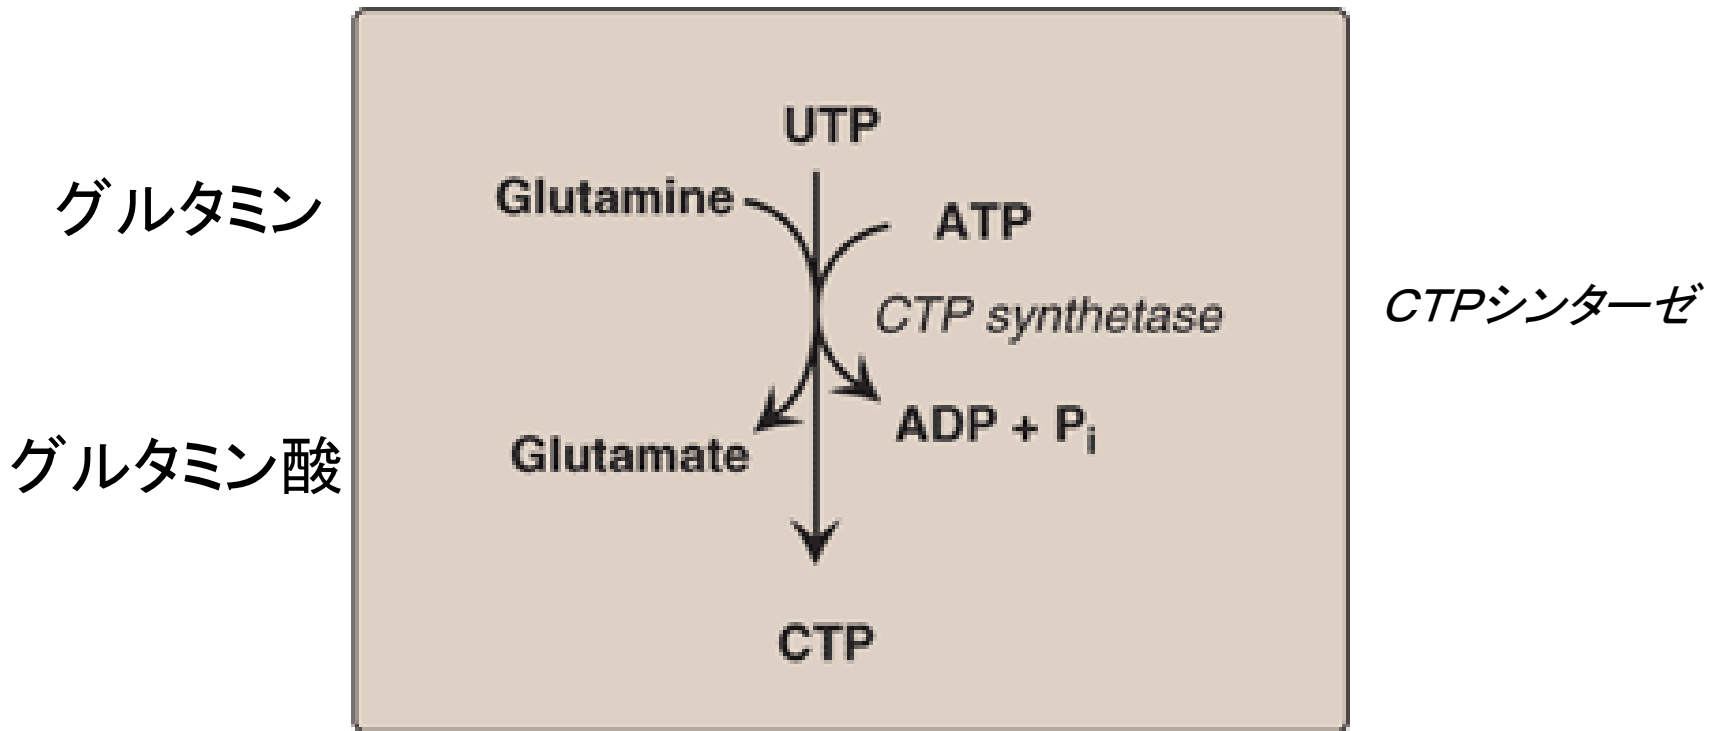 UTP
グルタミン
Glutamine
ATP
CTP synthetase
CTPシンターゼ
ADP + Pi
グルタミン酸
Glutamate
CTP